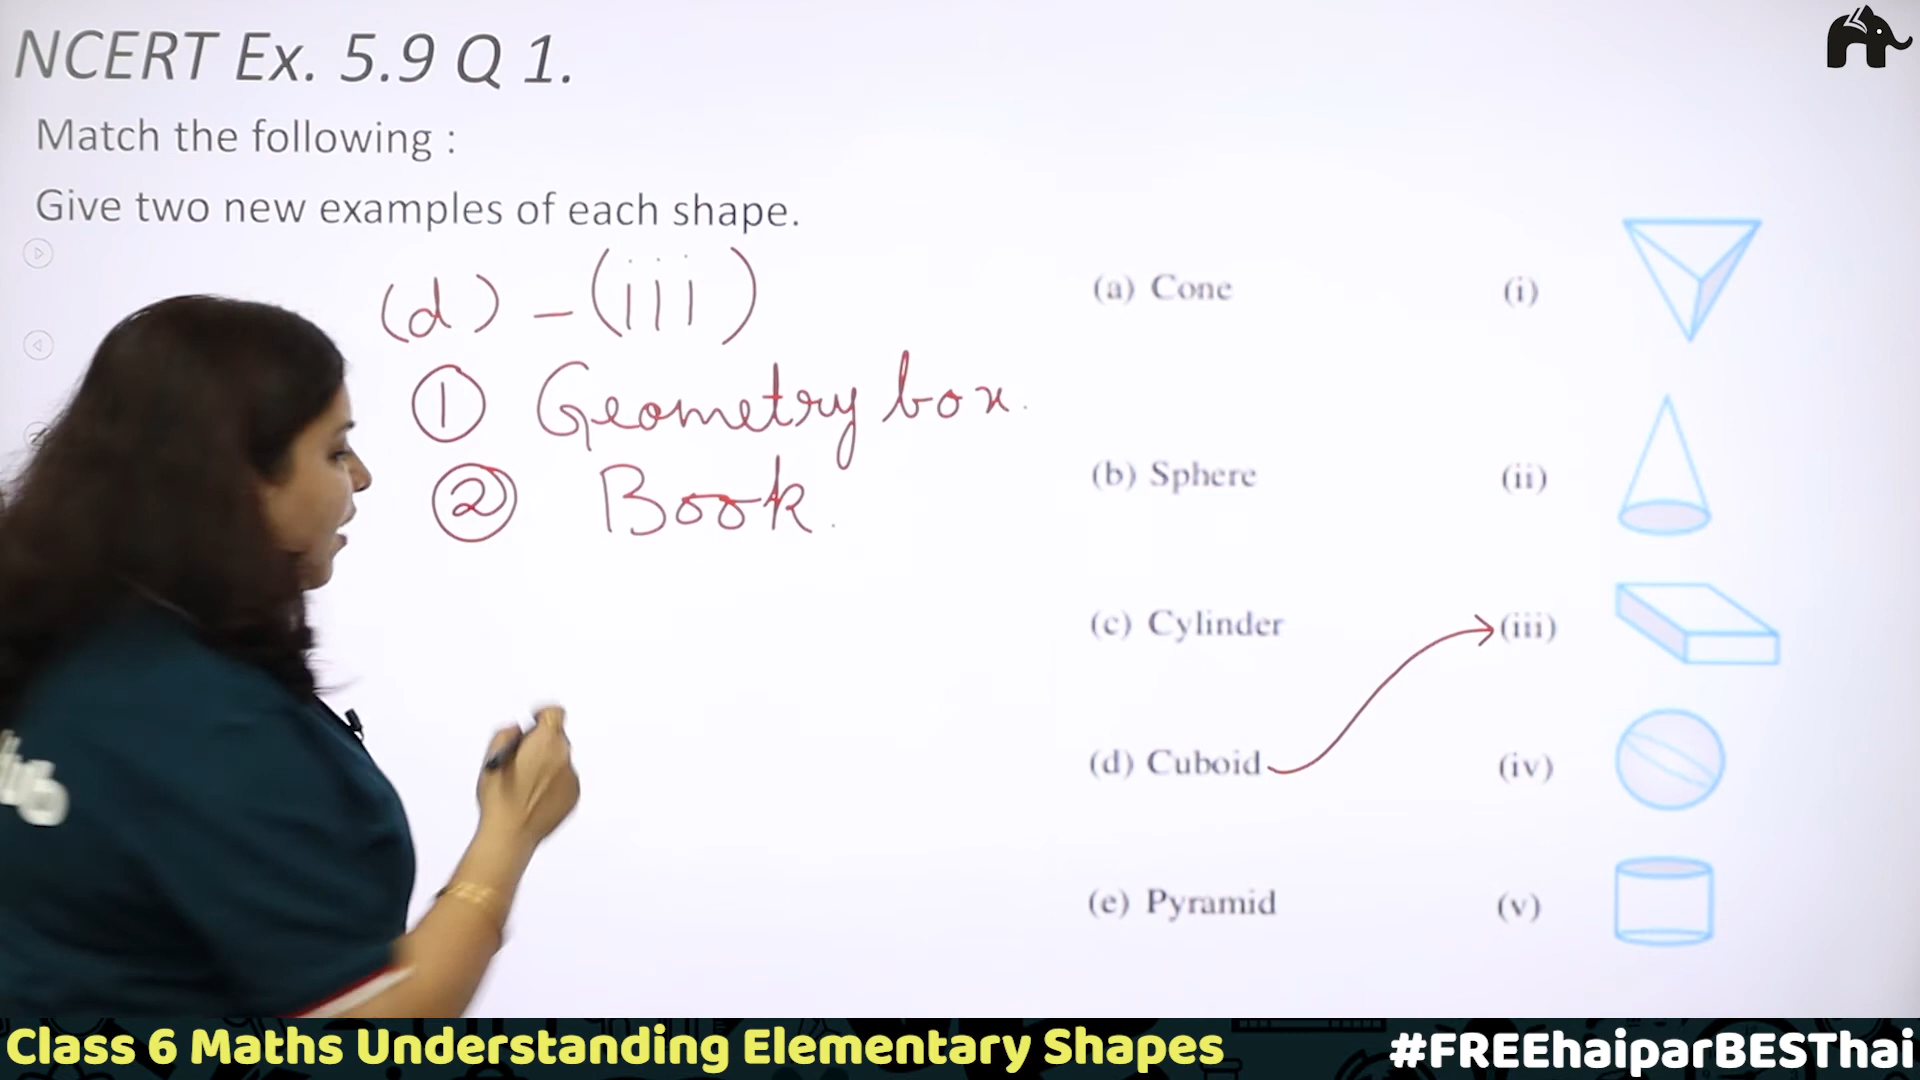 NCERT Ex. 5.9 Q 1.
Match the following :
Give two new examples of each shape.
(d) - (iii)
① Geometry box.
② Book.
(a) Cone (i)
(b) Sphere (ii)
(c) Cylinder (iii)
(d) Cuboid (iv)
(e) Pyramid (v)
Class 6 Maths Understanding Elementary Shapes
#FREEhaiparBESThai